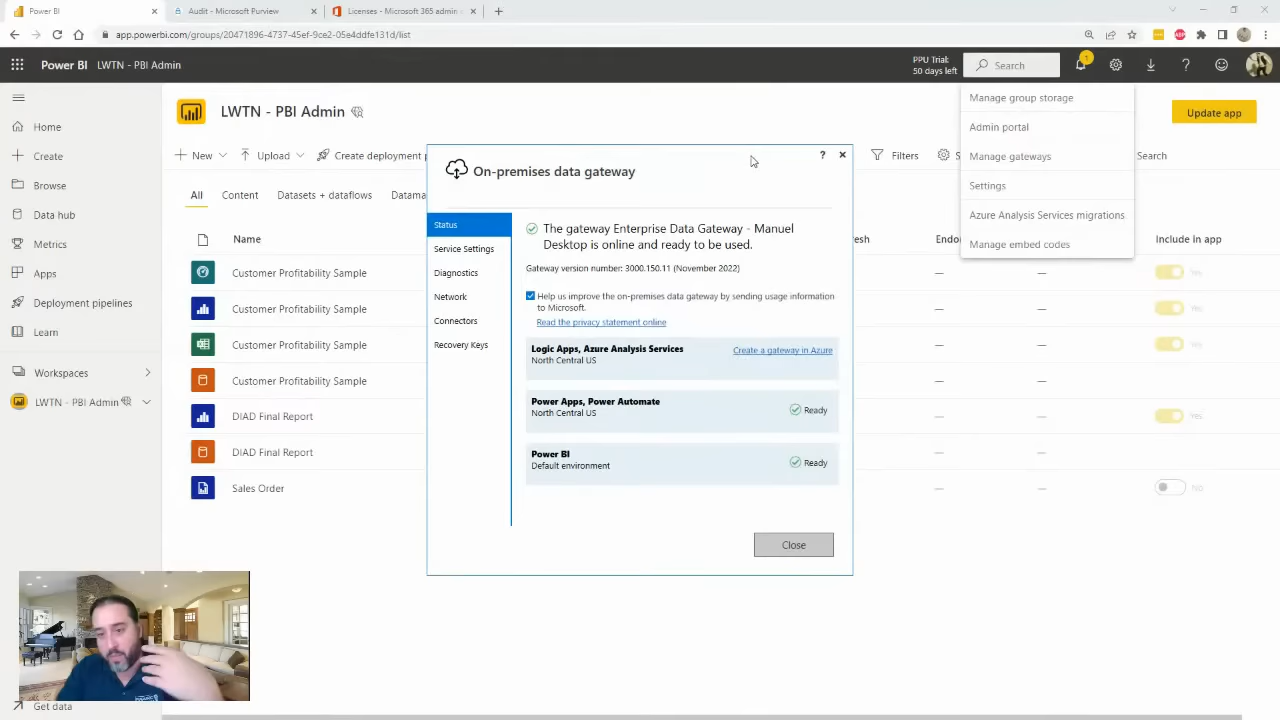 Power BI
Audit - Microsoft Purview
Licenses - Microsoft 365 admin
app.powerbi.com/groups/20471896-4737-45ef-9ce2-05e4ddfe131d/list
Power BI
LWTN - PBI Admin
PPU Trial:
50 days left
Search
1
Home
Create
Browse
Data hub
Metrics
Apps
Deployment pipelines
Learn
Workspaces
LWTN - PBI Admin
Get data
LWTN - PBI Admin
Update app
New
Upload
Create deployment p
Filters
S
Search
All
Content
Datasets + dataflows
Datama
Name
esh
Endo
Include in app
Customer Profitability Sample
—
—
Yes
Customer Profitability Sample
—
—
Yes
Customer Profitability Sample
—
—
Yes
Customer Profitability Sample
—
—
DIAD Final Report
—
—
Yes
DIAD Final Report
—
—
Sales Order
—
—
No
Manage group storage
Admin portal
Manage gateways
Settings
Azure Analysis Services migrations
Manage embed codes
On-premises data gateway
?
Status
Service Settings
Diagnostics
Network
Connectors
Recovery Keys
The gateway Enterprise Data Gateway - Manuel
Desktop is online and ready to be used.
Gateway version number: 3000.150.11 (November 2022)
Help us improve the on-premises data gateway by sending usage information
to Microsoft.
Read the privacy statement online
Logic Apps, Azure Analysis Services
Create a gateway in Azure
North Central US
Power Apps, Power Automate
North Central US
Ready
Power BI
Default environment
Ready
Close